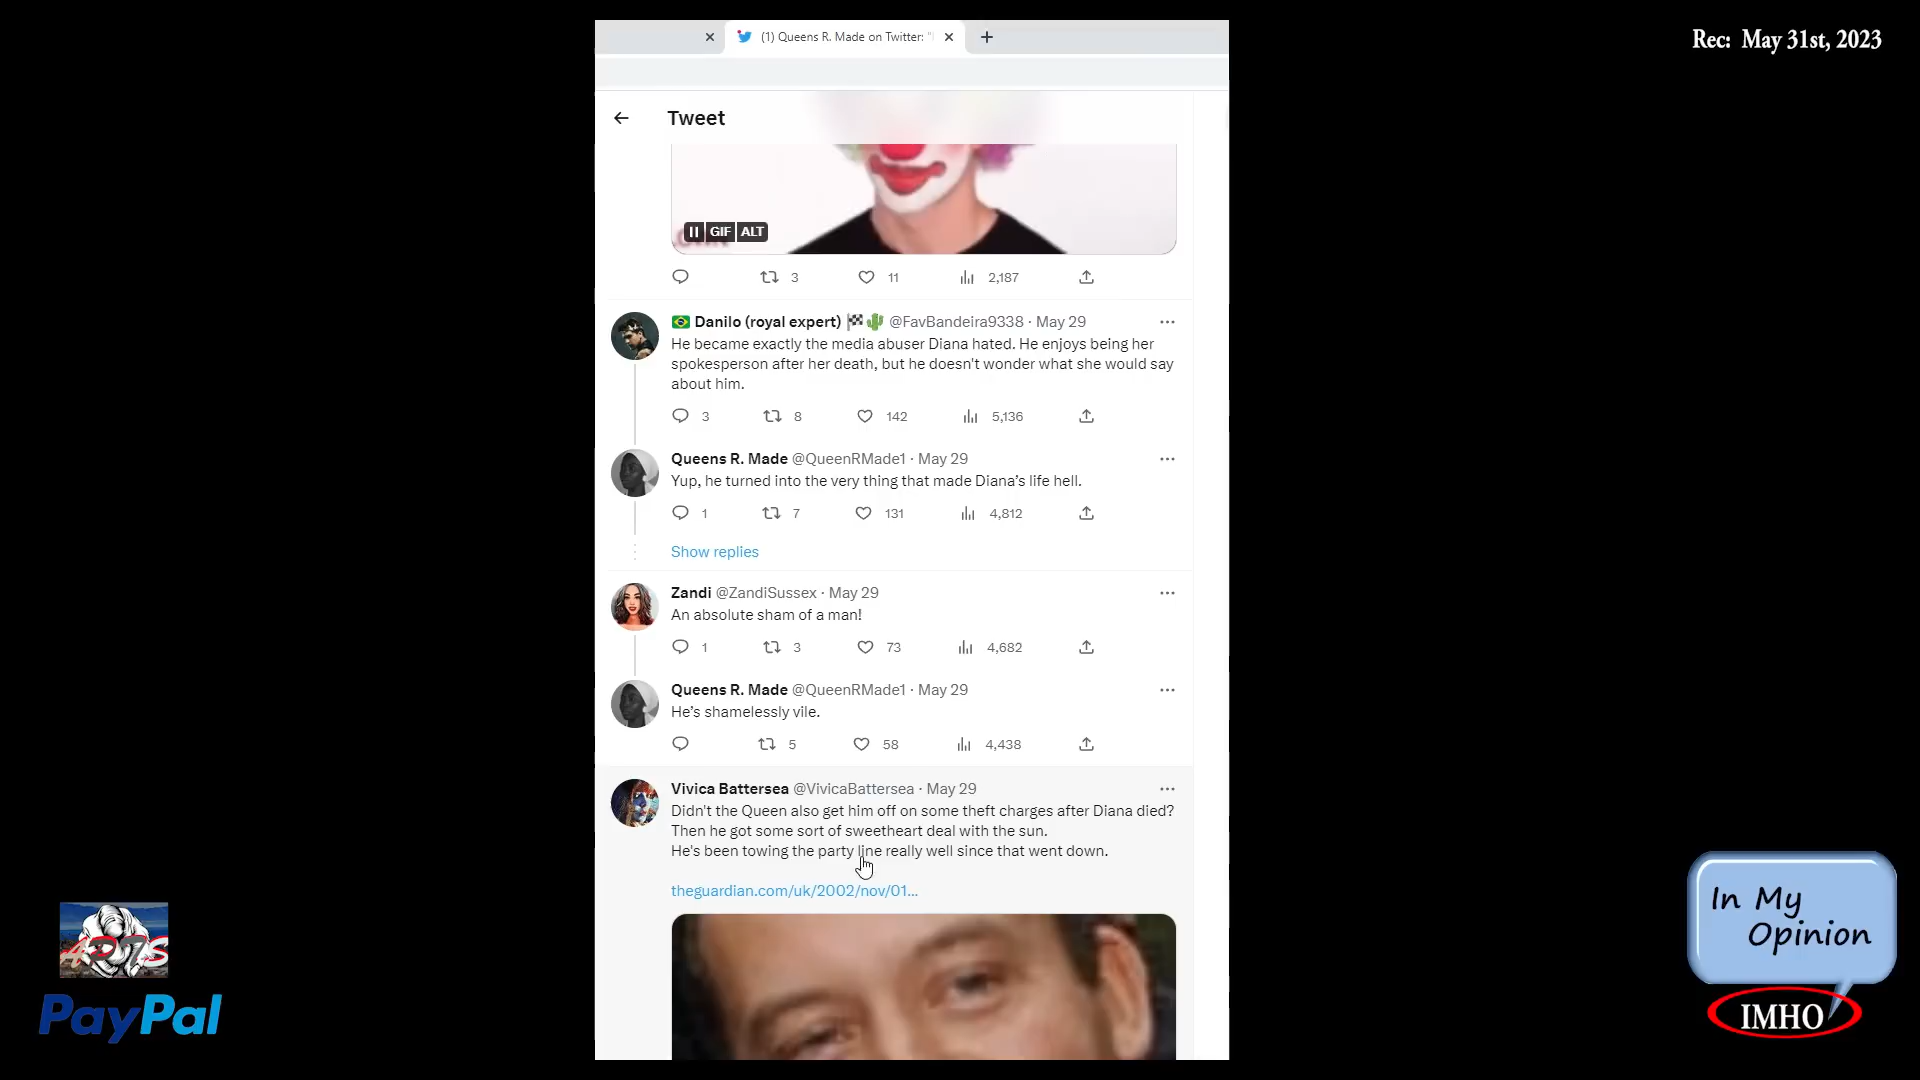 (1) Queens R. Made on Twitter: "
Rec: May 31st, 2023
Tweet
GIF ALT
3 11 2,187
Danilo (royal expert) @FavBandeira9338 · May 29
He became exactly the media abuser Diana hated. He enjoys being her
spokesperson after her death, but he doesn't wonder what she would say
about him.
3 8 142 5,136
Queens R. Made @QueenRMade1 · May 29
Yup, he turned into the very thing that made Diana’s life hell.
1 7 131 4,812
Show replies
Zandi @ZandiSussex · May 29
An absolute sham of a man!
1 3 73 4,682
Queens R. Made @QueenRMade1 · May 29
He’s shamelessly vile.
5 58 4,438
Vivica Battersea @VivicaBattersea · May 29
Didn't the Queen also get him off on some theft charges after Diana died?
Then he got some sort of sweetheart deal with the sun.
He's been towing the party line really well since that went down.
theguardian.com/uk/2002/nov/01...
PayPal
In My
Opinion
IMHO